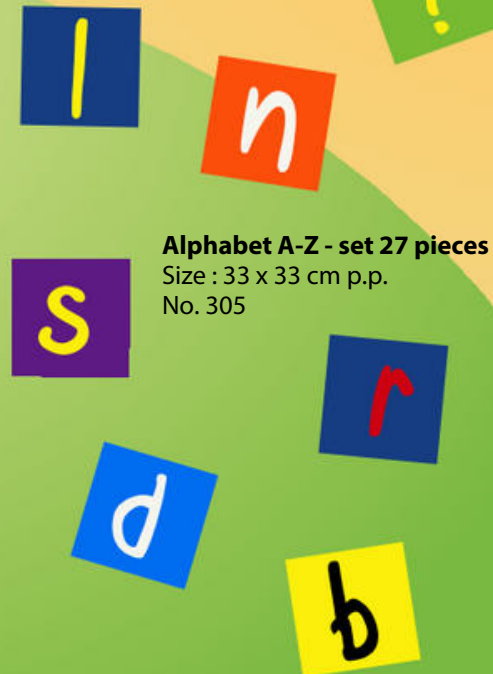 l
n
Alphabet A-Z - set 27 pieces
Size : 33 x 33 cm p.p.
No. 305
s
r
d
b